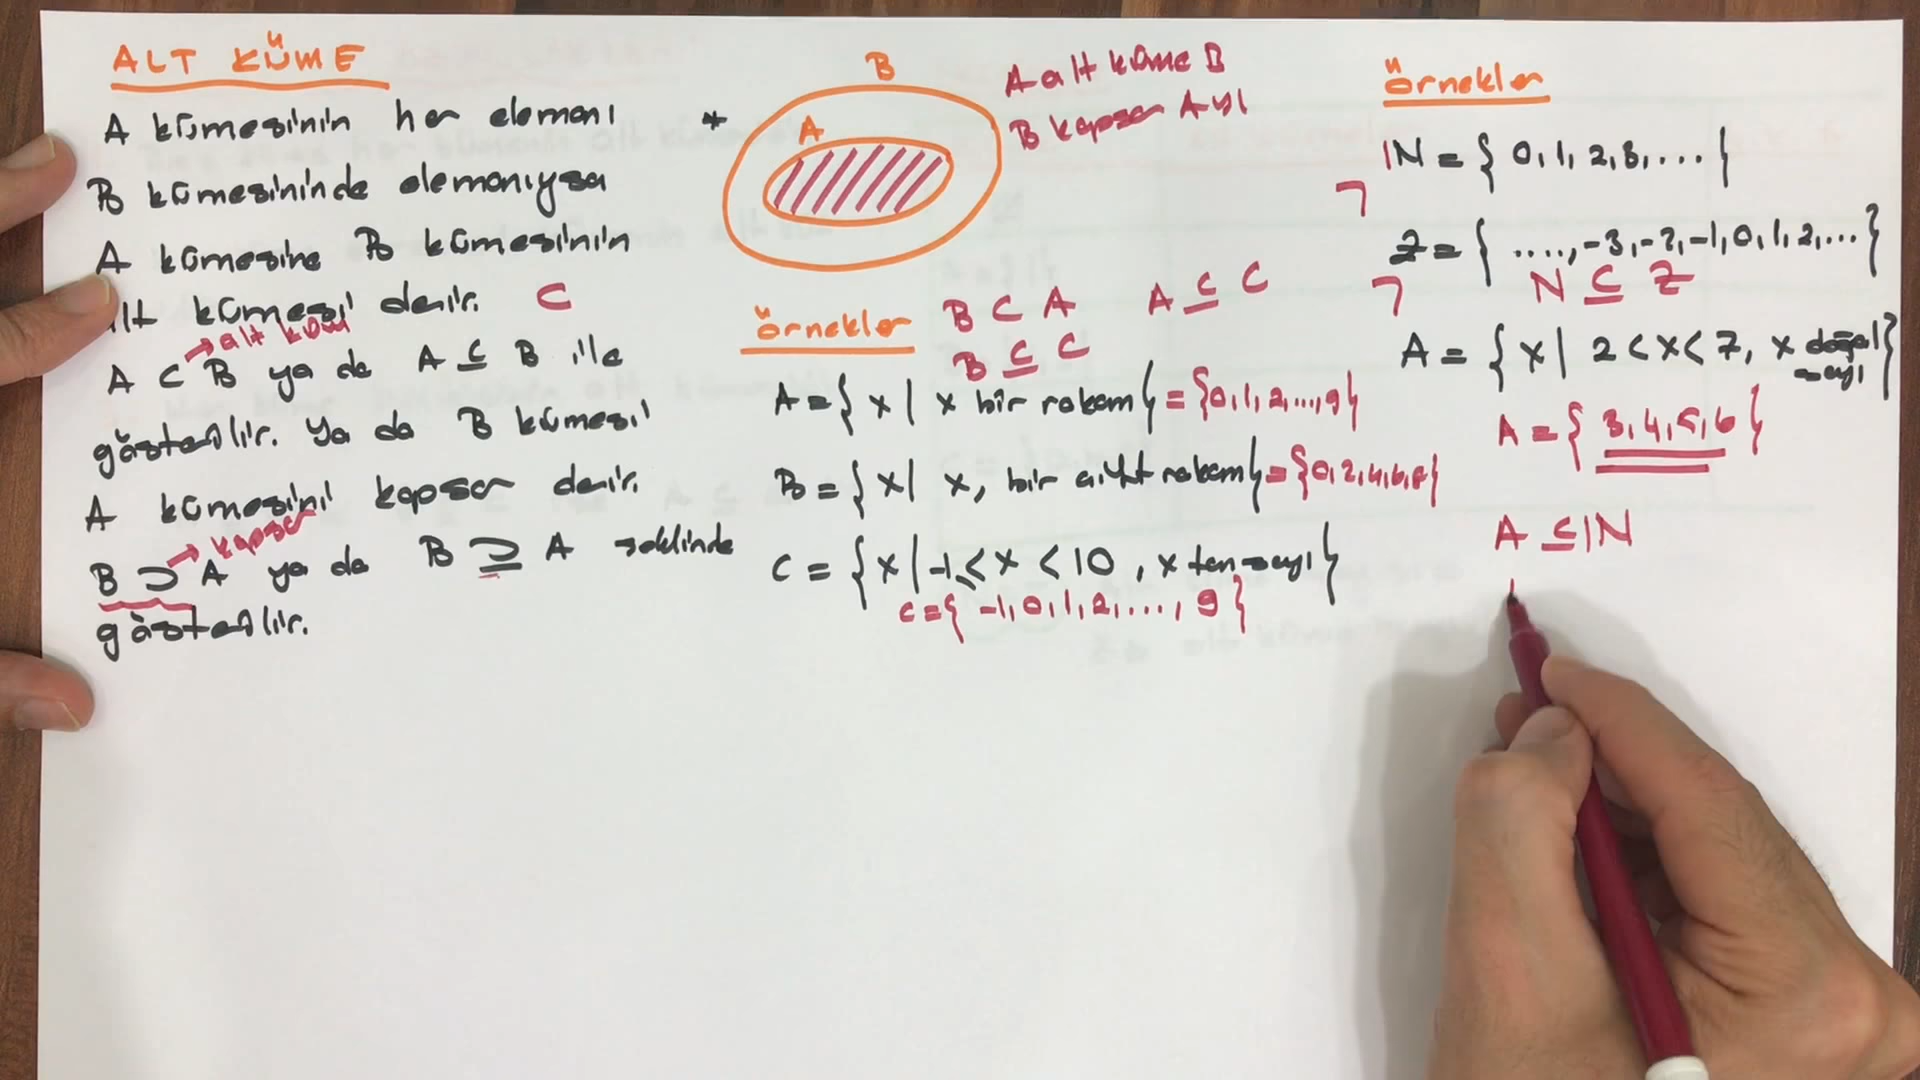 ALT KÜME
A kümesinin her elemanı
B kümesininde elemanıysa
A kümesine B kümesinin
alt kümesi denir. ⊂
→ alt küme
A ⊂ B ya da A ⊆ B ile
gösterilir. Ya da B kümesi
A kümesini kapsar denir.
→ kapsar
B ⊃ A ya da B ⊇ A şeklinde
gösterilir.
*
B
A
A alt küme B
B kapsar A yı
örnekler
B ⊂ A A ⊆ C
B ⊆ C
A = { x | x bir rakam } = {0,1,2,...,9}
B = { x | x, bir çift rakam } = {0,2,4,6,8}
C = { x | -1 ≤ x < 10, x tam sayı }
C = { -1, 0, 1, 2, ..., 9 }
örnekler
IN = { 0, 1, 2, 3, ... }
Z = { ...., -3, -2, -1, 0, 1, 2, ... }
N ⊆ Z
A = { x | 2 < x < 7, x doğal sayı }
A = { 3, 4, 5, 6 }
A ⊆ IN